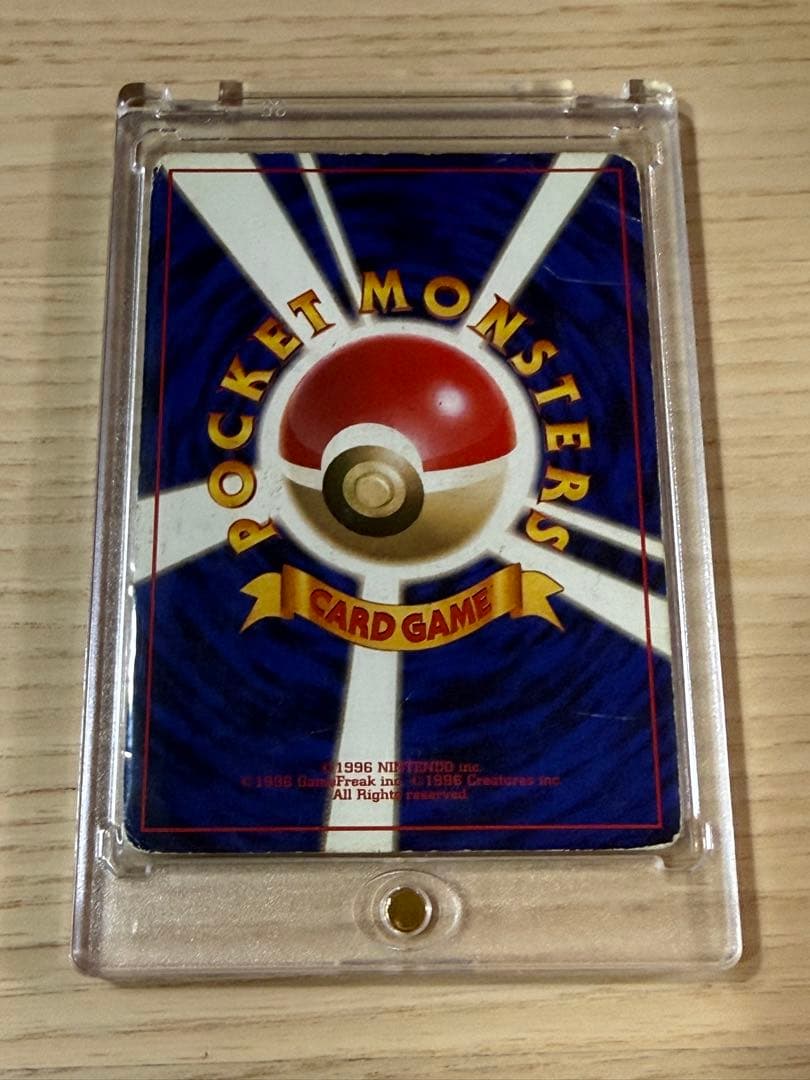 POCKET MONSTERS
CARD GAME
©1996 NINTENDO inc.
©1996 GameFreak inc. ©1996 Creatures inc.
All Rights reserved.